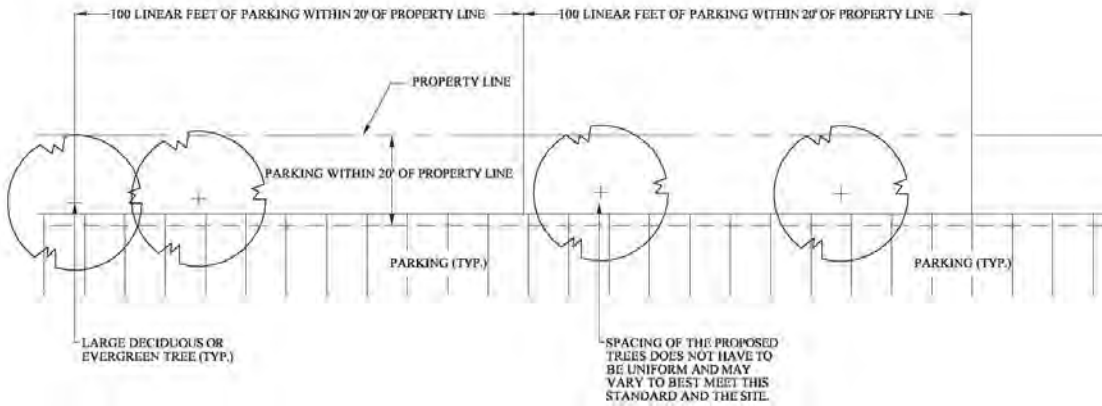 100 LINEAR FEET OF PARKING WITHIN 20' OF PROPERTY LINE
100 LINEAR FEET OF PARKING WITHIN 20' OF PROPERTY LINE
PROPERTY LINE
PARKING WITHIN 20' OF PROPERTY LINE
PARKING (TYP.)
PARKING (TYP.)
LARGE DECIDUOUS OR
EVERGREEN TREE (TYP.)
SPACING OF THE PROPOSED
TREES DOES NOT HAVE TO
BE UNIFORM AND MAY
VARY TO BEST MEET THIS
STANDARD AND THE SITE.